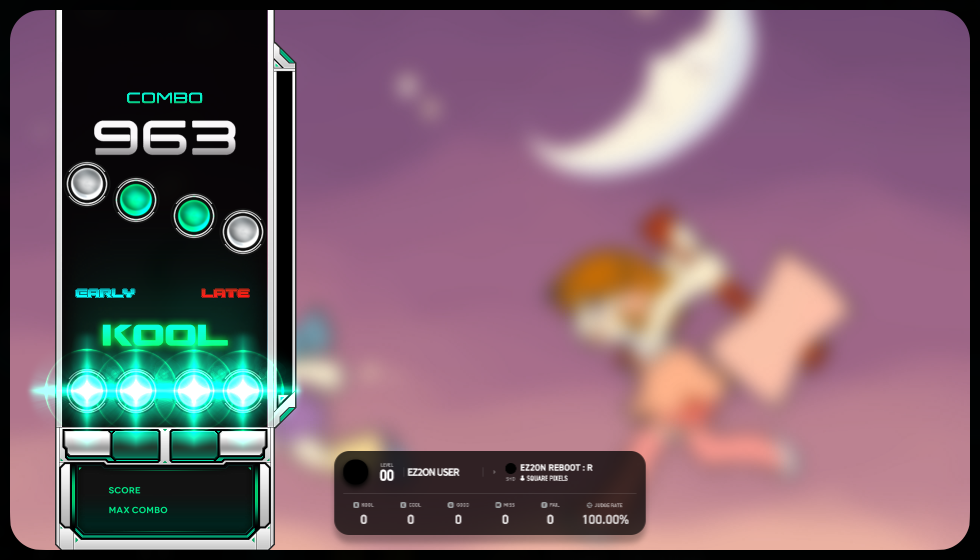 COMBO
963
EARLY LATE
KOOL
SCORE
MAX COMBO
LEVEL
00 EZ2ON USER
EZ2ON REBOOT : R
SQUARE PIXELS
KOOL COOL GOOD MISS FAIL JUDGE RATE
0 0 0 0 0 100.00%